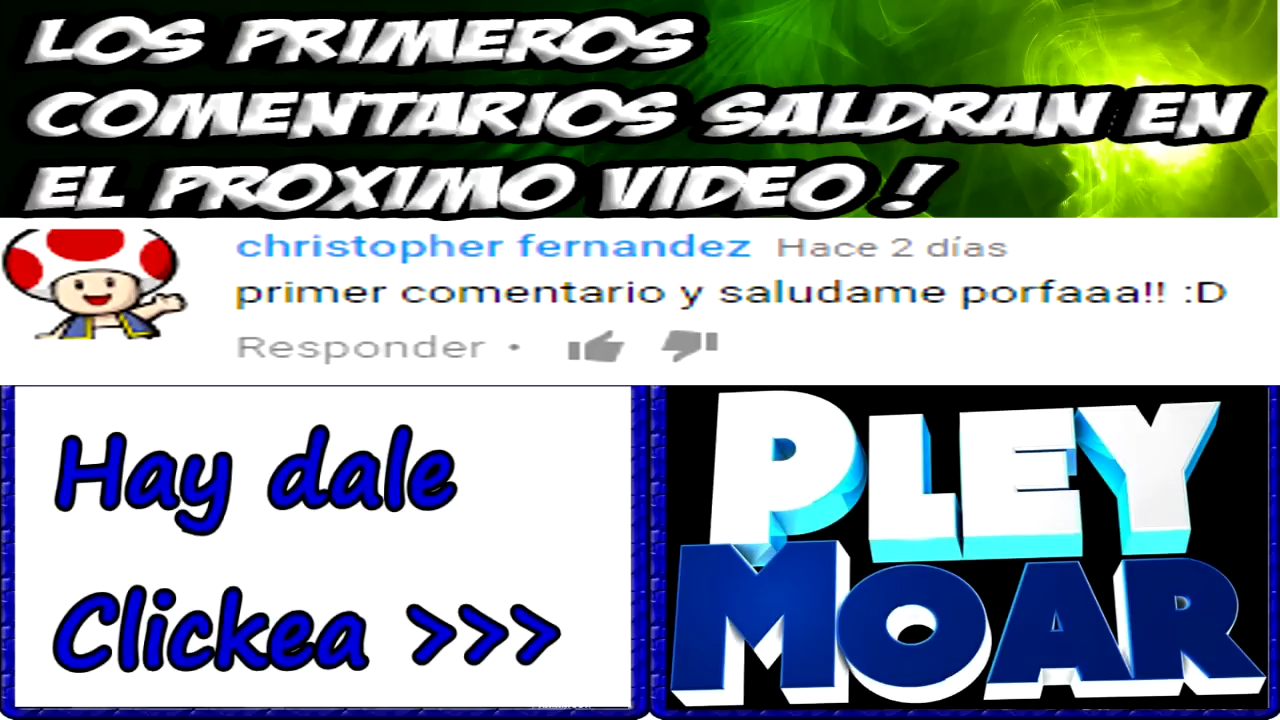 LOS PRIMEROS
COMENTARIOS SALDRAN EN
EL PROXIMO VIDEO !
christopher fernandez Hace 2 días
primer comentario y saludame porfaaa!! :D
Responder •
Hay dale
Clickea >>>
PLEY
MOAR